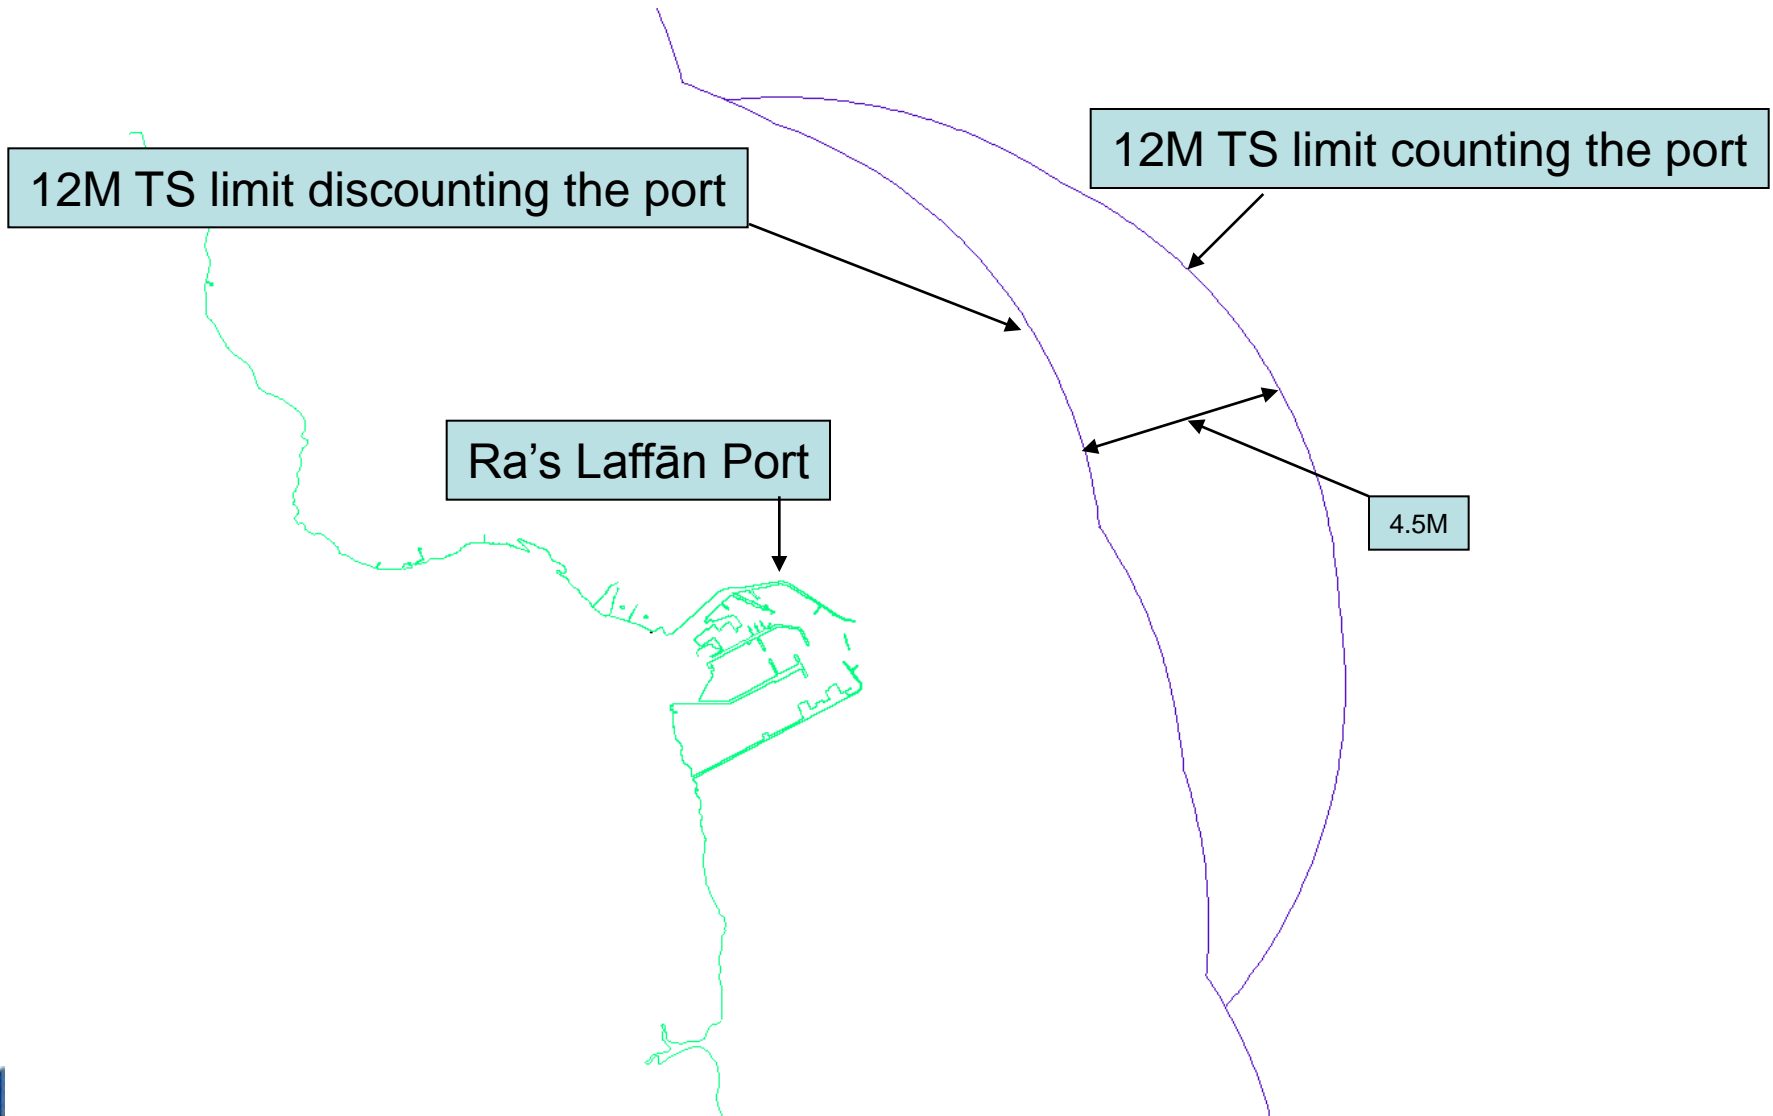 12M TS limit counting the port
12M TS limit discounting the port
Ra’s Laffān Port
4.5M